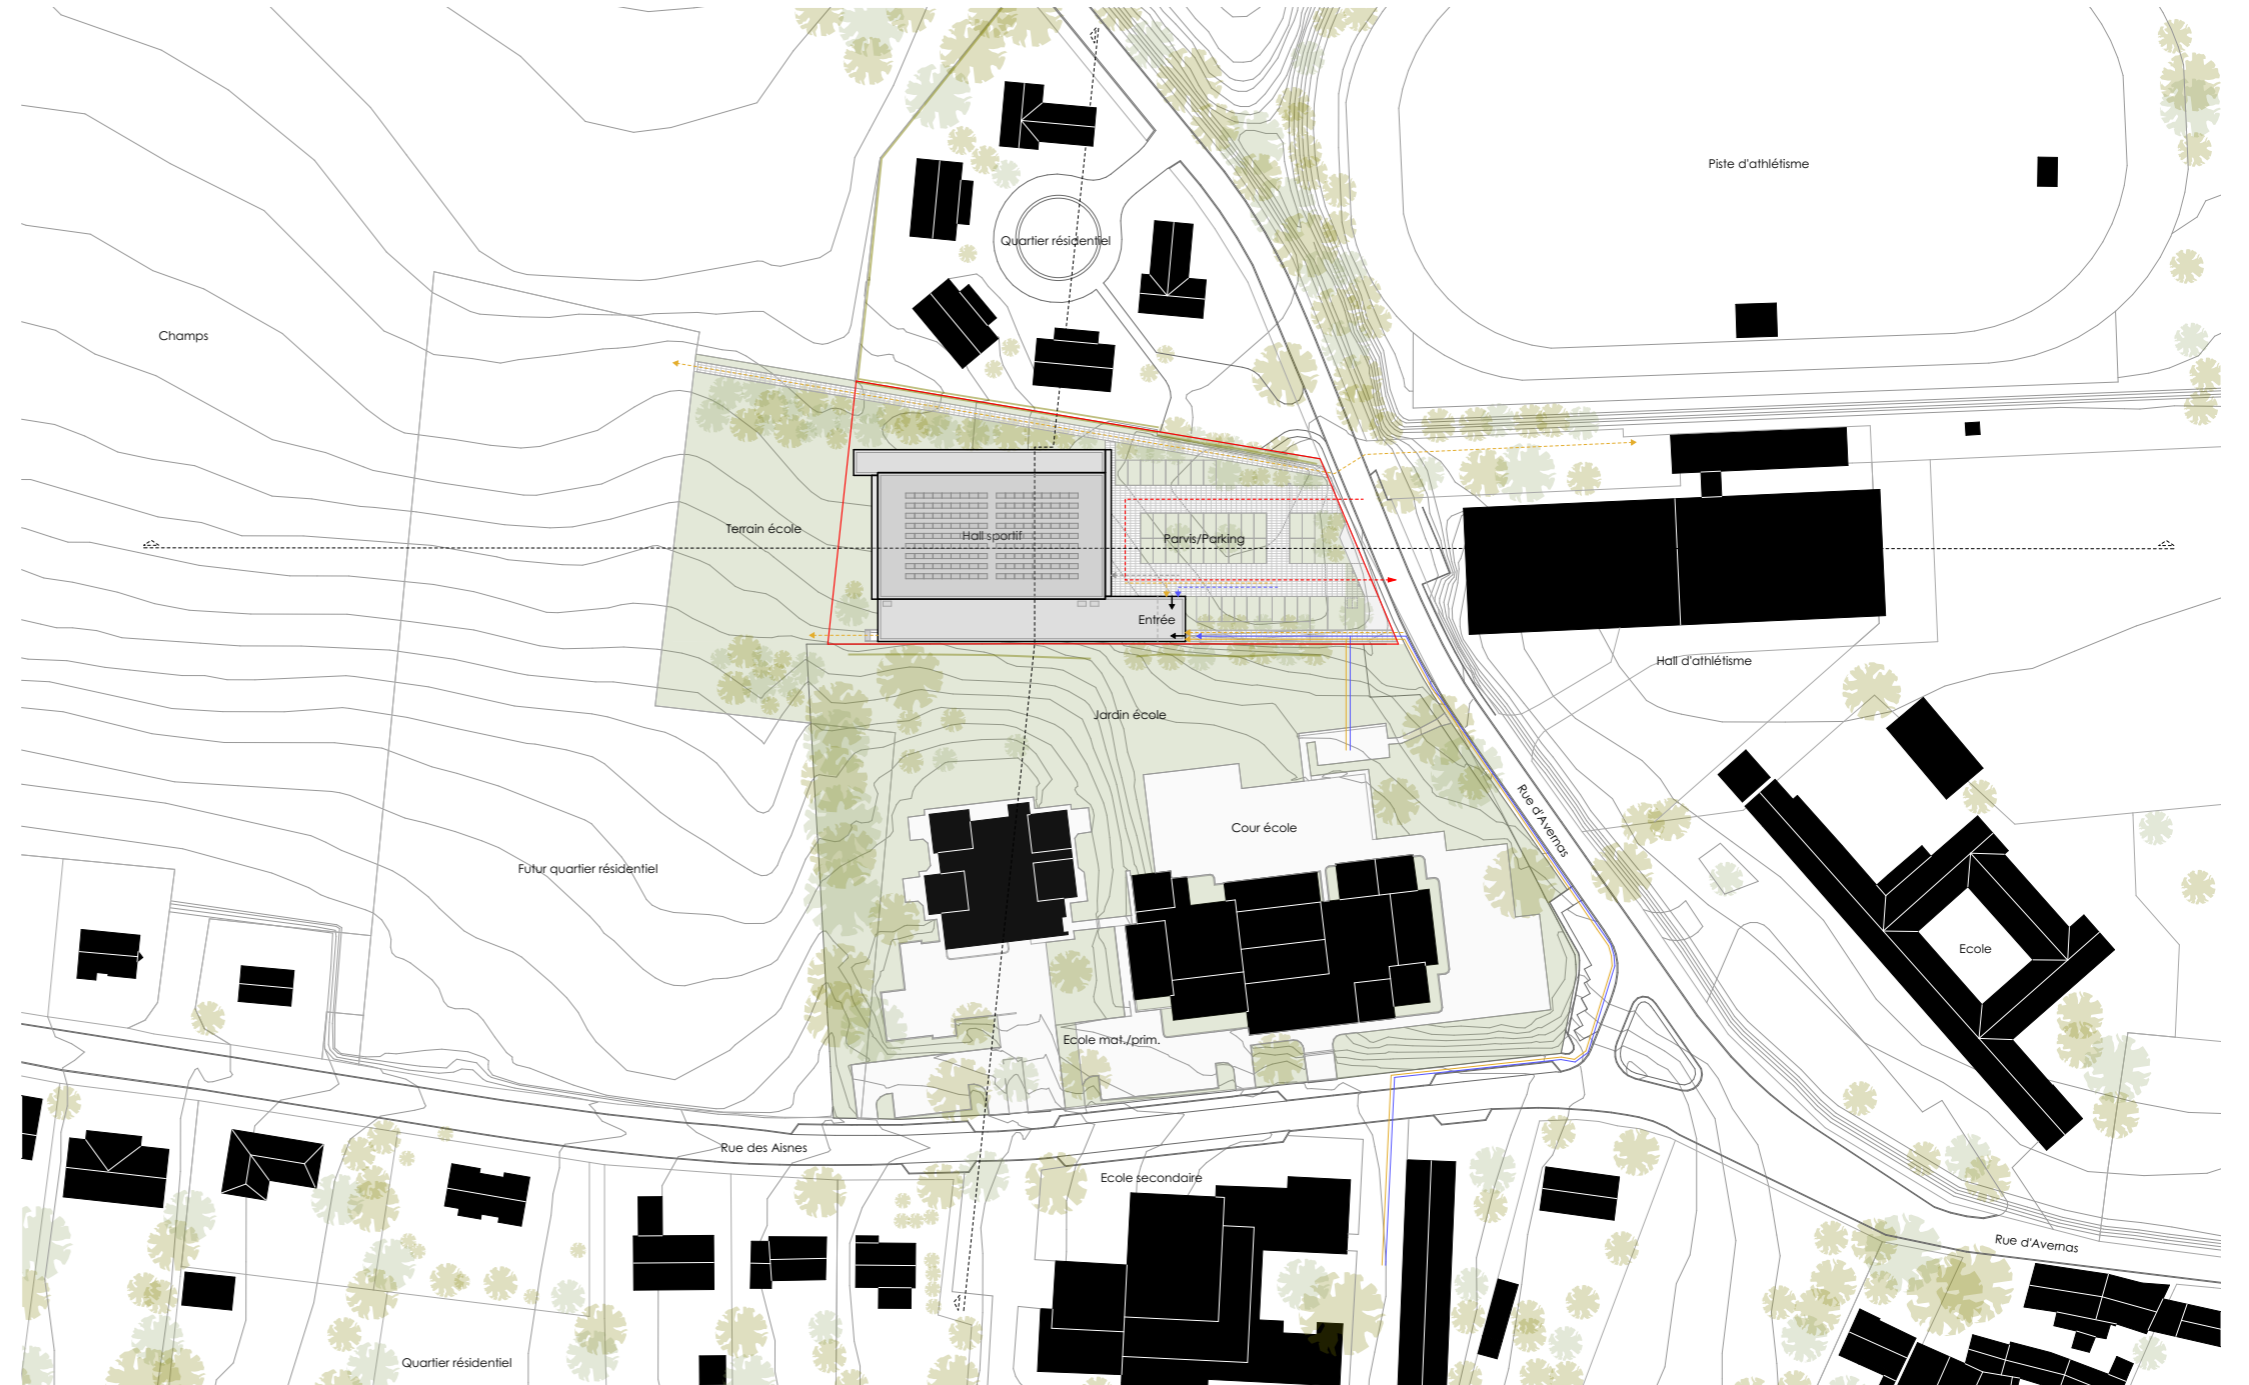 Piste d'athlétisme
Quartier résidentiel
Champs
Terrain école
Hall sportif
Parvis/Parking
Entrée
Hall d'athlétisme
Jardin école
Rue d'Avernas
Cour école
Futur quartier résidentiel
Ecole
Ecole mat./prim.
Rue des Aisnes
Ecole secondaire
Rue d'Avernas
Quartier résidentiel